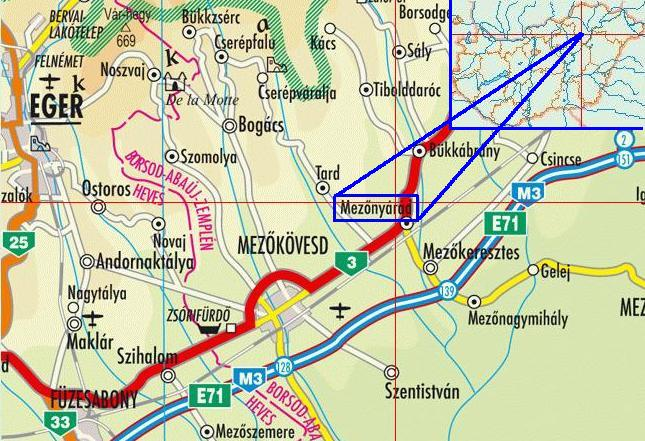 BERVAI-
LAKÓTELEP
Vár-hegy
669
Bükkzsérc
a
Kács
Borsodge
FELNÉMET
Noszvaj
k
Cserépfalu
Sály
k
EGER
De la Motte
Cserépváralja
Tibolddaróc
Bogács
BORSOD-ABAÚJ-ZEMPLÉN
HEVES
Szomolya
Tard
Bükkábrány
Csincse
2
151
zalók
Ostoros
Mezőnyárád
M3
E71
25
Novaj
MEZŐKÖVESD
Mezőkeresztes
Andornaktálya
3
Gelej
Nagytálya
ZSÓRIFÜRDŐ
139
Mezőnagymihály
MEZ
Maklár
Szihalom
128
M3
E71
Szentistván
FÜZESABONY
BORSOD-ABA
HEVES
33
Mezőszemere